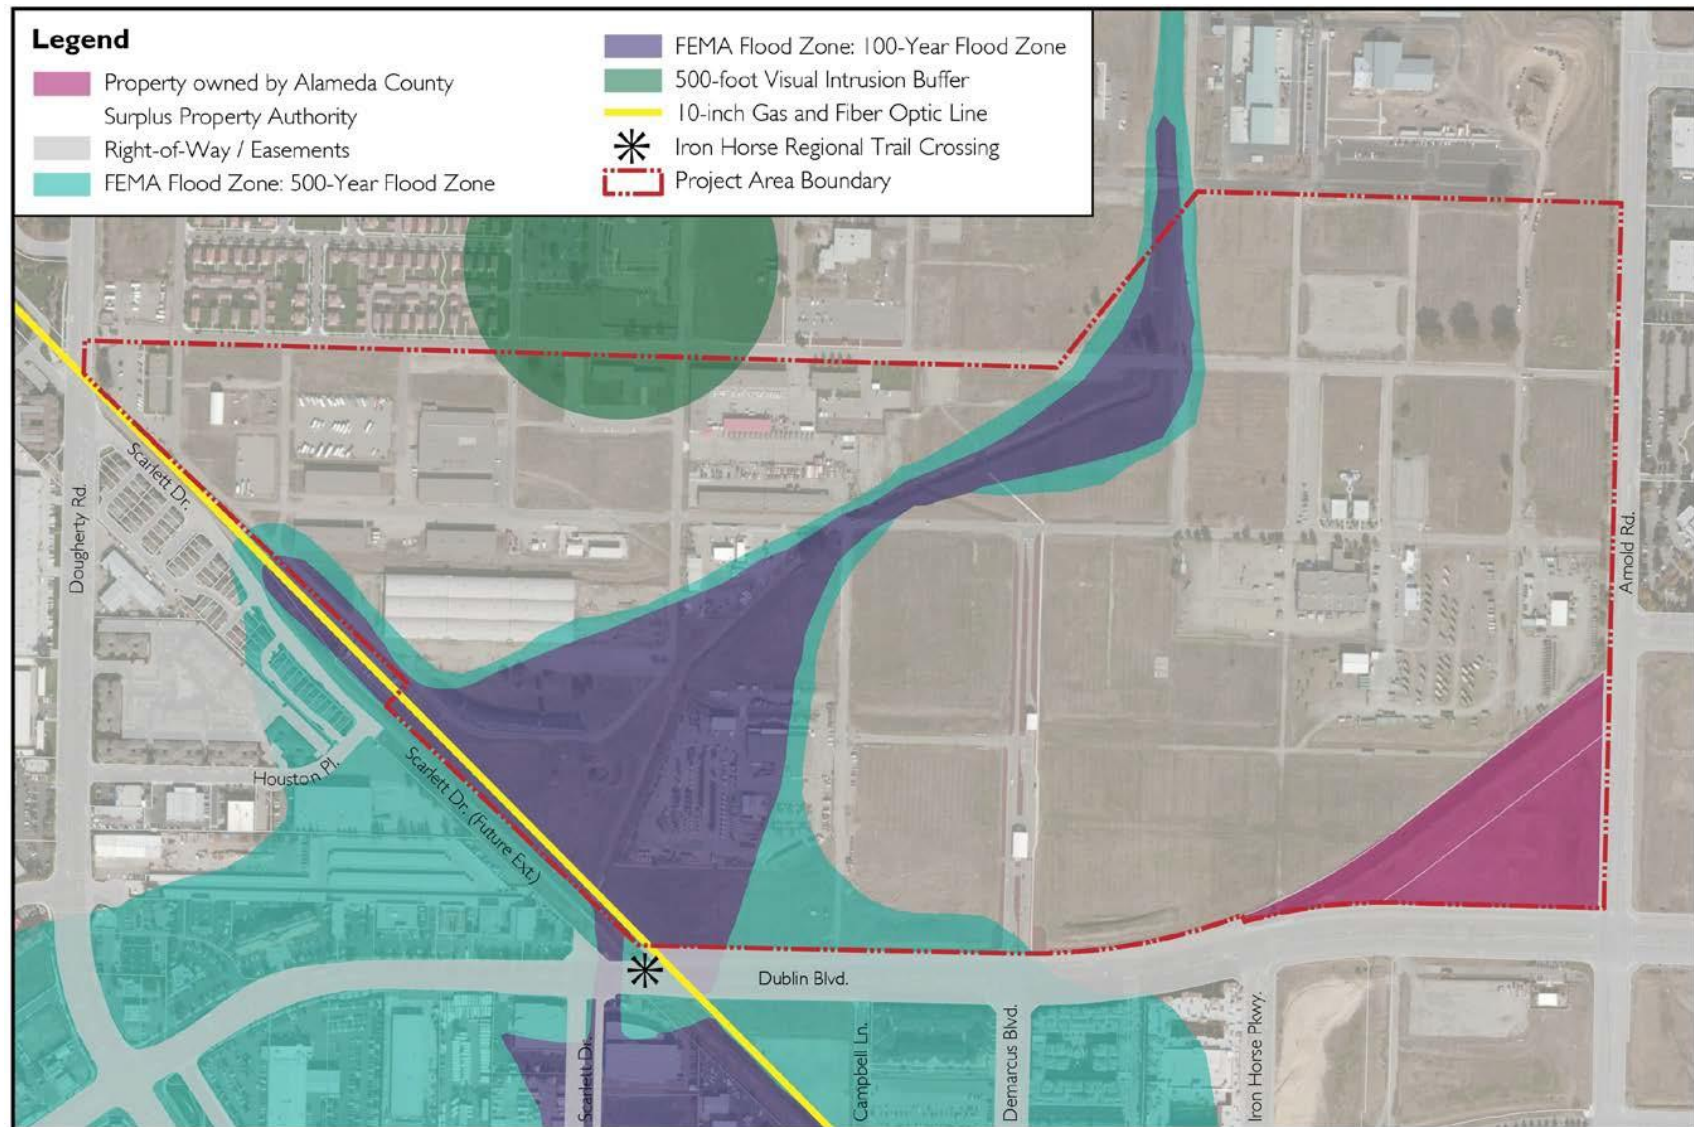 Legend
Property owned by Alameda County
Surplus Property Authority
Right-of-Way / Easements
FEMA Flood Zone: 500-Year Flood Zone
FEMA Flood Zone: 100-Year Flood Zone
500-foot Visual Intrusion Buffer
10-inch Gas and Fiber Optic Line
Iron Horse Regional Trail Crossing
Project Area Boundary
Scarlett Dr.
Dougherty Rd.
Arnold Rd.
Houston Pl.
Scarlett Dr. (Future Ext.)
Dublin Blvd.
Scarlett Dr.
Campbell Ln.
Demarcus Blvd.
Iron Horse Pkwy.